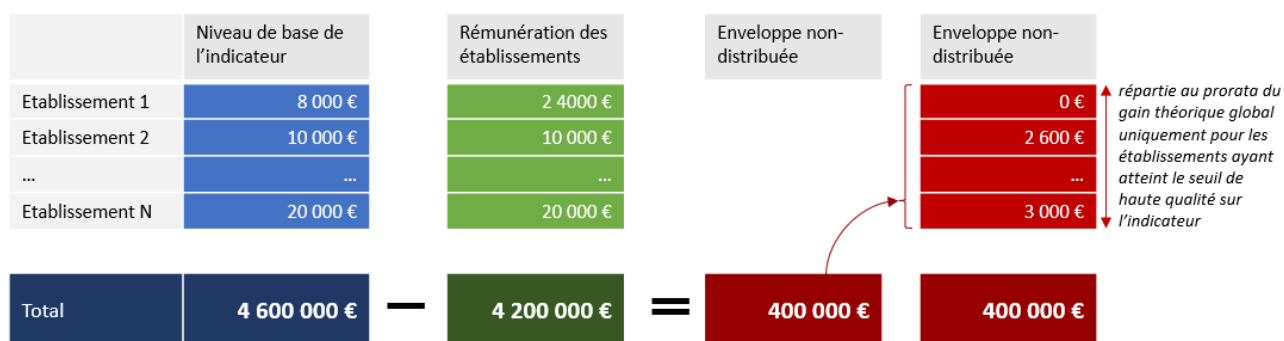 Niveau de base de
l'indicateur
Rémunération des
établissements
Enveloppe non-
distribuée
Enveloppe non-
distribuée
Etablissement 1 8 000 € 2 4000 € 0 €
Etablissement 2 10 000 € 10 000 € 2 600 €
... ... ... ...
Etablissement N 20 000 € 20 000 € 3 000 €
répartie au prorata du
gain théorique global
uniquement pour les
établissements ayant
atteint le seuil de
haute qualité sur
l'indicateur
Total 4 600 000 € — 4 200 000 € = 400 000 € 400 000 €